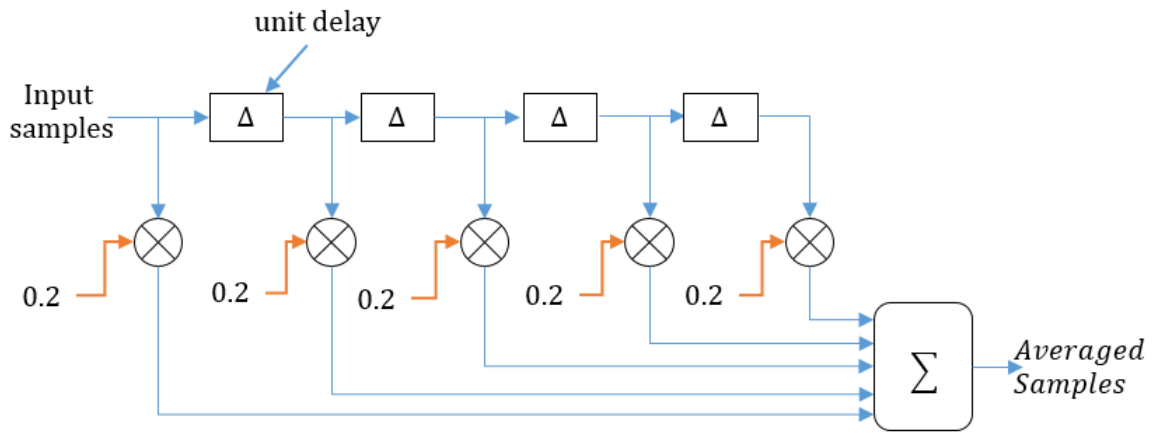 unit delay
Input
samples
Δ
Δ
Δ
Δ
0.2
0.2
0.2
0.2
0.2
∑
Averaged
Samples